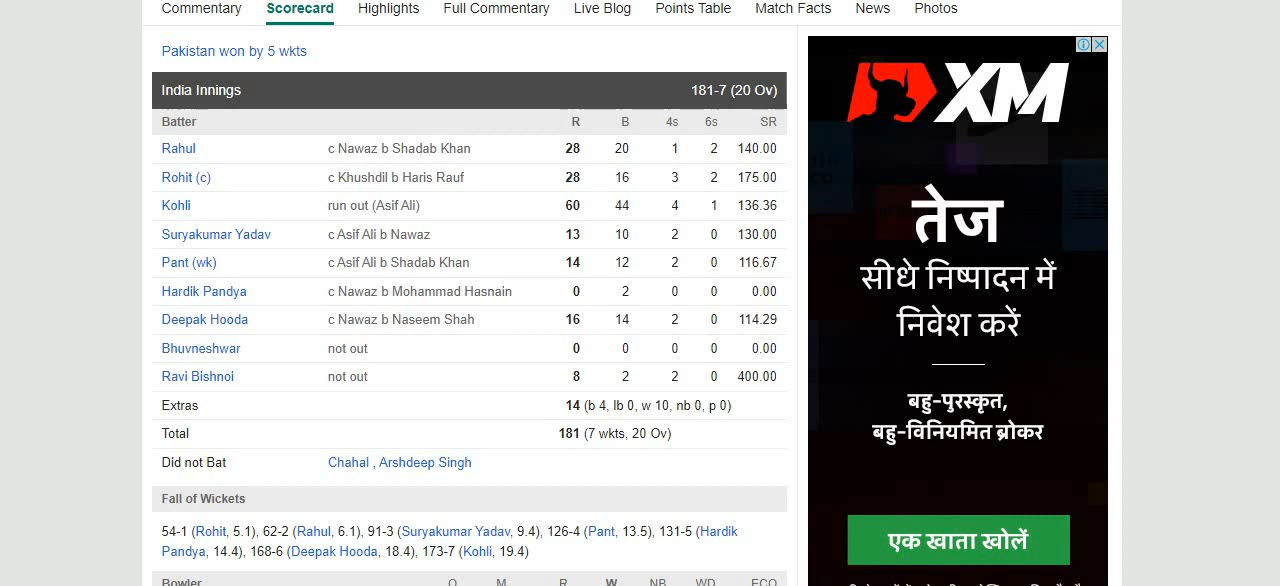 Commentary Scorecard Highlights Full Commentary Live Blog Points Table Match Facts News Photos
Pakistan won by 5 wkts
India Innings 181-7 (20 Ov)
Batter R B 4s 6s SR
Rahul c Nawaz b Shadab Khan 28 20 1 2 140.00
Rohit (c) c Khushdil b Haris Rauf 28 16 3 2 175.00
Kohli run out (Asif Ali) 60 44 4 1 136.36
Suryakumar Yadav c Asif Ali b Nawaz 13 10 2 0 130.00
Pant (wk) c Asif Ali b Shadab Khan 14 12 2 0 116.67
Hardik Pandya c Nawaz b Mohammad Hasnain 0 2 0 0 0.00
Deepak Hooda c Nawaz b Naseem Shah 16 14 2 0 114.29
Bhuvneshwar not out 0 0 0 0 0.00
Ravi Bishnoi not out 8 2 2 0 400.00
Extras 14 (b 4, lb 0, w 10, nb 0, p 0)
Total 181 (7 wkts, 20 Ov)
Did not Bat Chahal , Arshdeep Singh
Fall of Wickets
54-1 (Rohit, 5.1), 62-2 (Rahul, 6.1), 91-3 (Suryakumar Yadav, 9.4), 126-4 (Pant, 13.5), 131-5 (Hardik
Pandya, 14.4), 168-6 (Deepak Hooda, 18.4), 173-7 (Kohli, 19.4)
Bowler O M R W NB WD ECO
XM
तेज
सीधे निष्पादन में
निवेश करें
बहु-पुरस्कृत,
बहु-विनियमित ब्रोकर
एक खाता खोलें